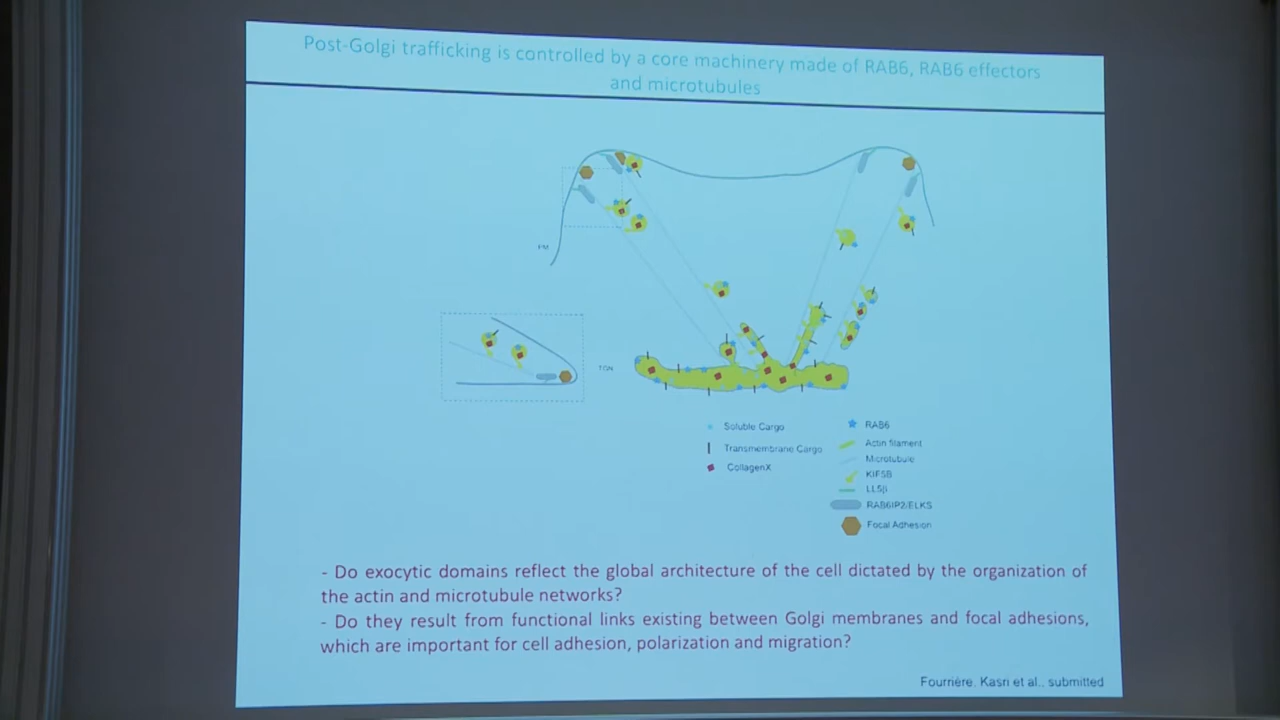 Post-Golgi trafficking is controlled by a core machinery made of RAB6, RAB6 effectors
and microtubules
PM
TGN
Soluble Cargo
Transmembrane Cargo
CollagenX
RAB6
Actin filament
Microtubule
KIF5B
LL5β
RAB6IP2/ELKS
Focal Adhesion
- Do exocytic domains reflect the global architecture of the cell dictated by the organization of
the actin and microtubule networks?
- Do they result from functional links existing between Golgi membranes and focal adhesions,
which are important for cell adhesion, polarization and migration?
Fourrière, Kasri et al., submitted